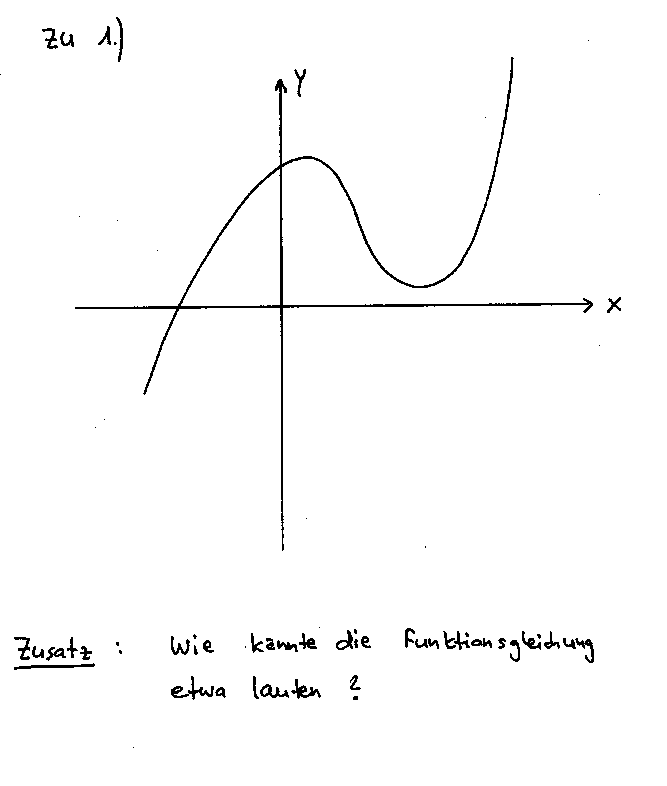 zu 1.)
y
x
Zusatz : Wie könnte die Funktionsgleichung
etwa lauten ?